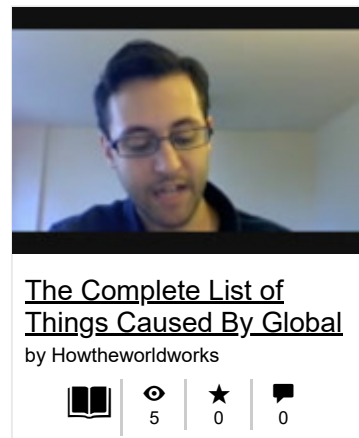 The Complete List of
Things Caused By Global
by Howtheworldworks
5
0
0